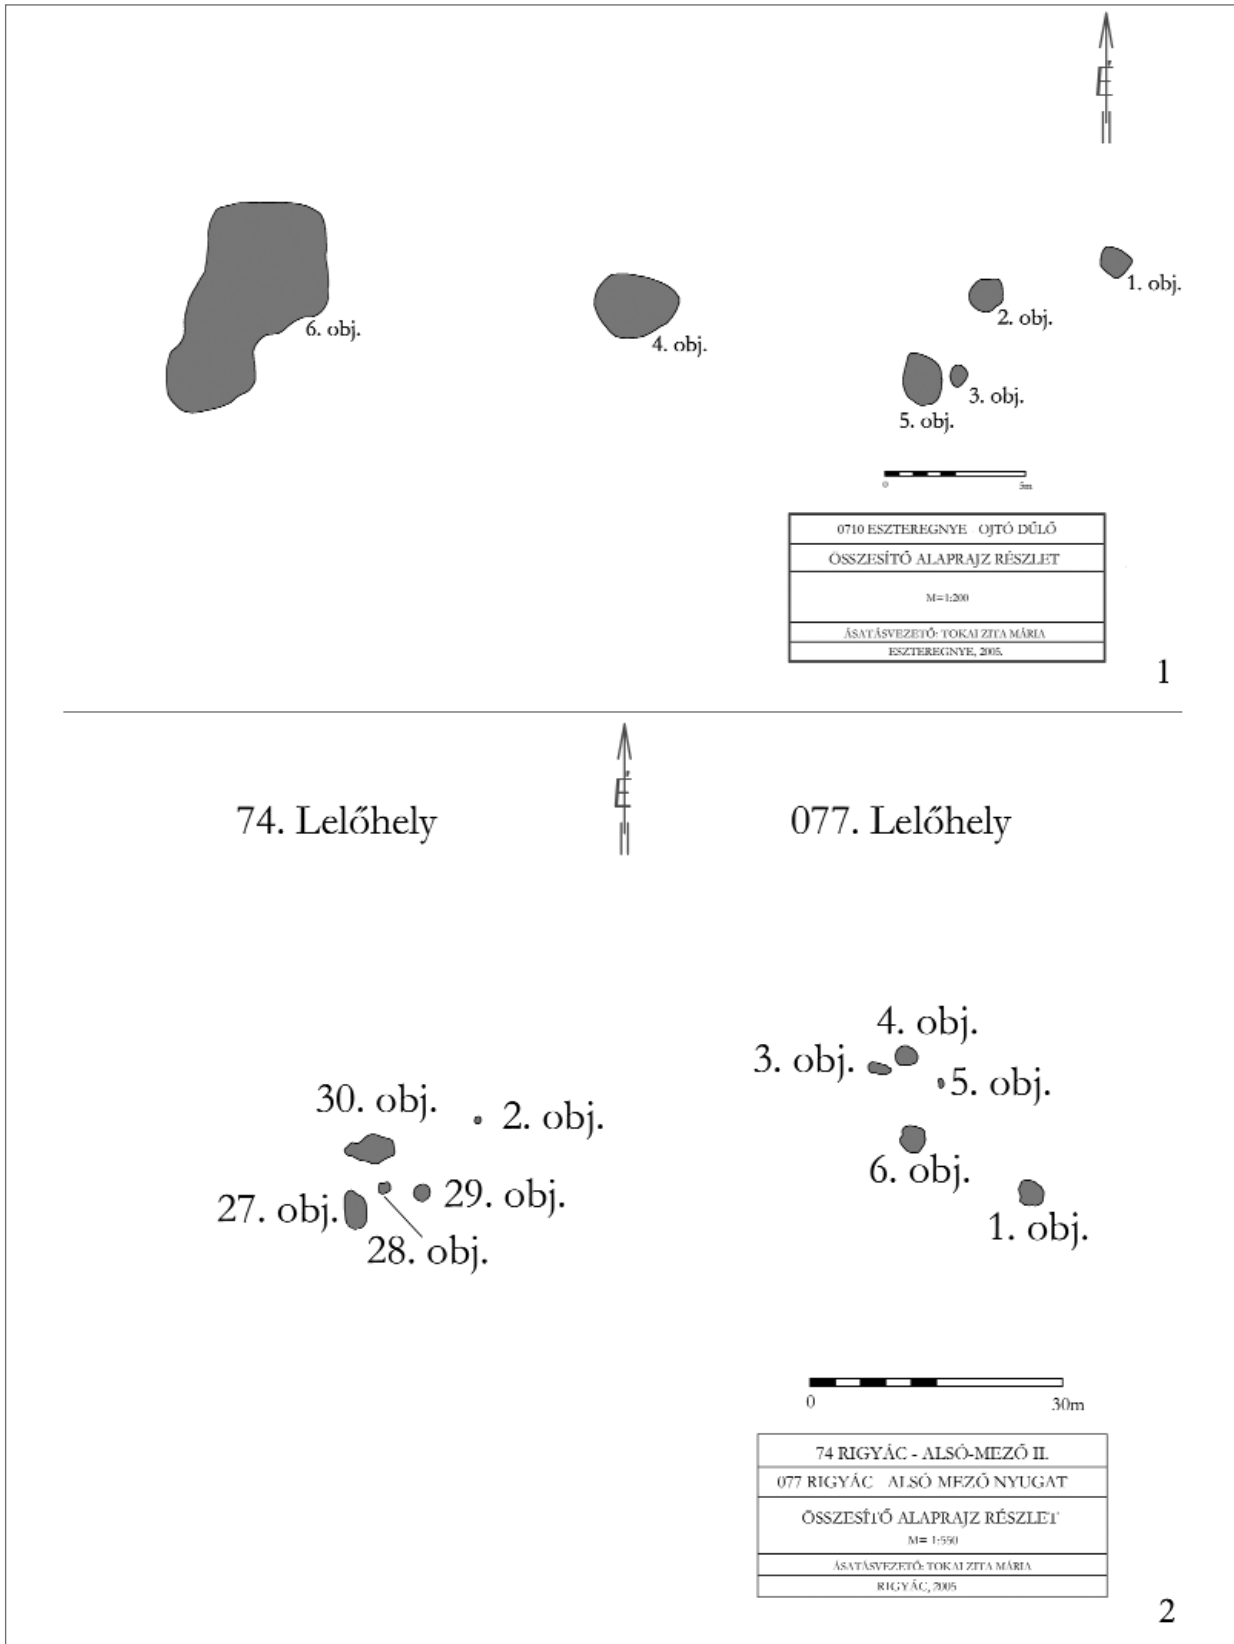 É
1. obj.
2. obj.
6. obj.
4. obj.
3. obj.
5. obj.
0 5m
0710 ESZTEREGNYE - OJTÓ DŰLŐ
ÖSSZESÍTŐ ALAPRAJZ RÉSZLET
M=1:200
ÁSATÁSVEZETŐ: TOKAI ZITA MÁRIA
ESZTEREGNYE, 2005.
1
É
74. Lelőhely
077. Lelőhely
30. obj.
2. obj.
27. obj.
29. obj.
28. obj.
4. obj.
3. obj.
5. obj.
6. obj.
1. obj.
0 30m
74 RIGYÁC - ALSÓ-MEZŐ II.
077 RIGYÁC ALSÓ MEZŐ NYUGAT
ÖSSZESÍTŐ ALAPRAJZ RÉSZLET
M= 1:550
ÁSATÁSVEZETŐ: TOKAI ZITA MÁRIA
RIGYÁC, 2005
2